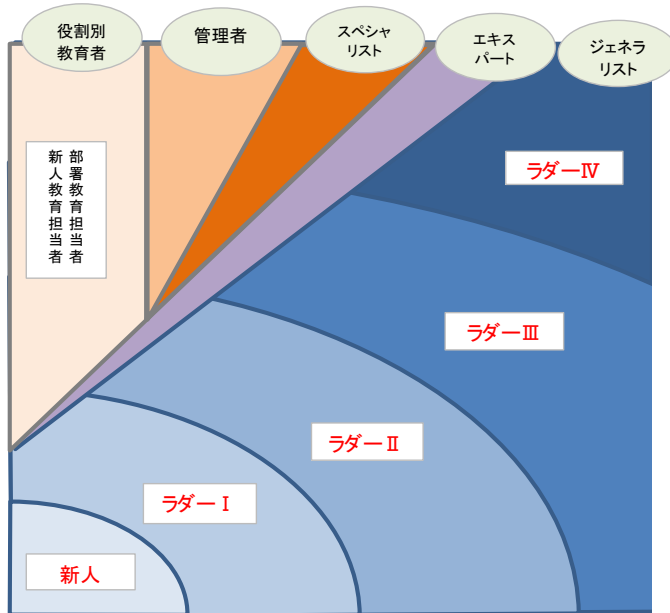 役割別
教育者
管理者
スペシャ
リスト
エキス
パート
ジェネラ
リスト
部署教育担当者
新人教育担当者
ラダーⅣ
ラダーⅢ
ラダーⅡ
ラダーⅠ
新人